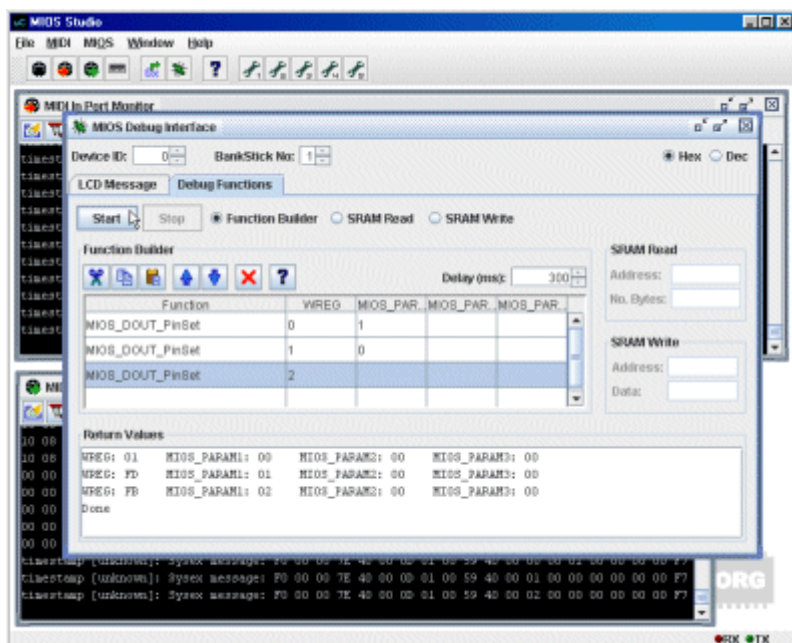 MIOS Studio
File MIDI MIOS Window Help
MIDI In Port Monitor
MIOS Debug Interface
Device ID: 0 BankStick No: 1 Hex Dec
LCD Message Debug Functions
Start Stop Function Builder SRAM Read SRAM Write
Function Builder
Delay (ms): 300
Function WREG MIOS_PAR... MIOS_PAR... MIOS_PAR...
MIOS_DOUT_PinSet 0 1
MIOS_DOUT_PinSet 1 0
MIOS_DOUT_PinSet 2
SRAM Read
Address:
No. Bytes:
SRAM Write
Address:
Data:
Return Values
WREG: 01 MIOS_PARAM1: 00 MIOS_PARAM2: 00 MIOS_PARAM3: 00
WREG: FD MIOS_PARAM1: 01 MIOS_PARAM2: 00 MIOS_PARAM3: 00
WREG: FB MIOS_PARAM1: 02 MIOS_PARAM2: 00 MIOS_PARAM3: 00
Done
timestamp [unknown]: Sysex message: F0 00 00 7E 40 00 0D 01 00 59 40 00 01 00 00 00 00 00 F7
timestamp [unknown]: Sysex message: F0 00 00 7E 40 00 0D 01 00 59 40 00 02 00 00 00 00 00 F7
ORG
RX TX